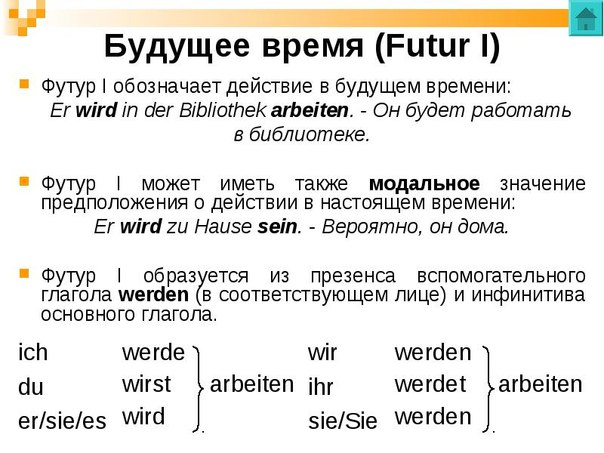 Будущее время (Futur I)
Футур I обозначает действие в будущем времени:
Er wird in der Bibliothek arbeiten. - Он будет работать
в библиотеке.
Футур I может иметь также модальное значение
предположения о действии в настоящем времени:
Er wird zu Hause sein. - Вероятно, он дома.
Футур I образуется из презенса вспомогательного
глагола werden (в соответствующем лице) и инфинитива
основного глагола.
ich werde wir werden
du wirst arbeiten ihr werdet arbeiten
er/sie/es wird sie/Sie werden